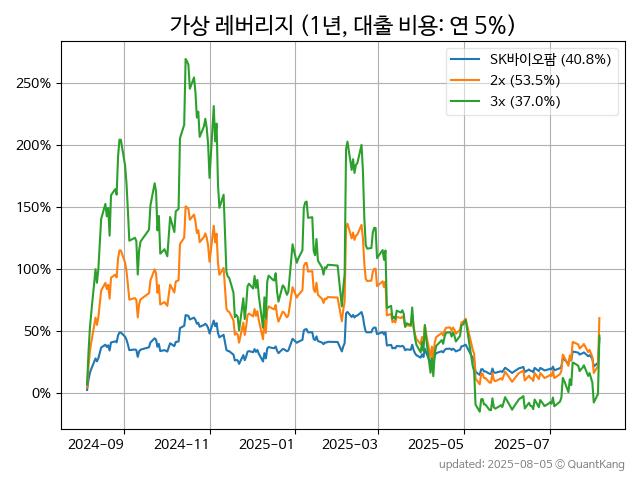 가상 레버리지 (1년, 대출 비용: 연 5%)
SK바이오팜 (40.8%)
2x (53.5%)
3x (37.0%)
250%
200%
150%
100%
50%
0%
2024-09
2024-11
2025-01
2025-03
2025-05
2025-07
updated: 2025-08-05 © QuantKang